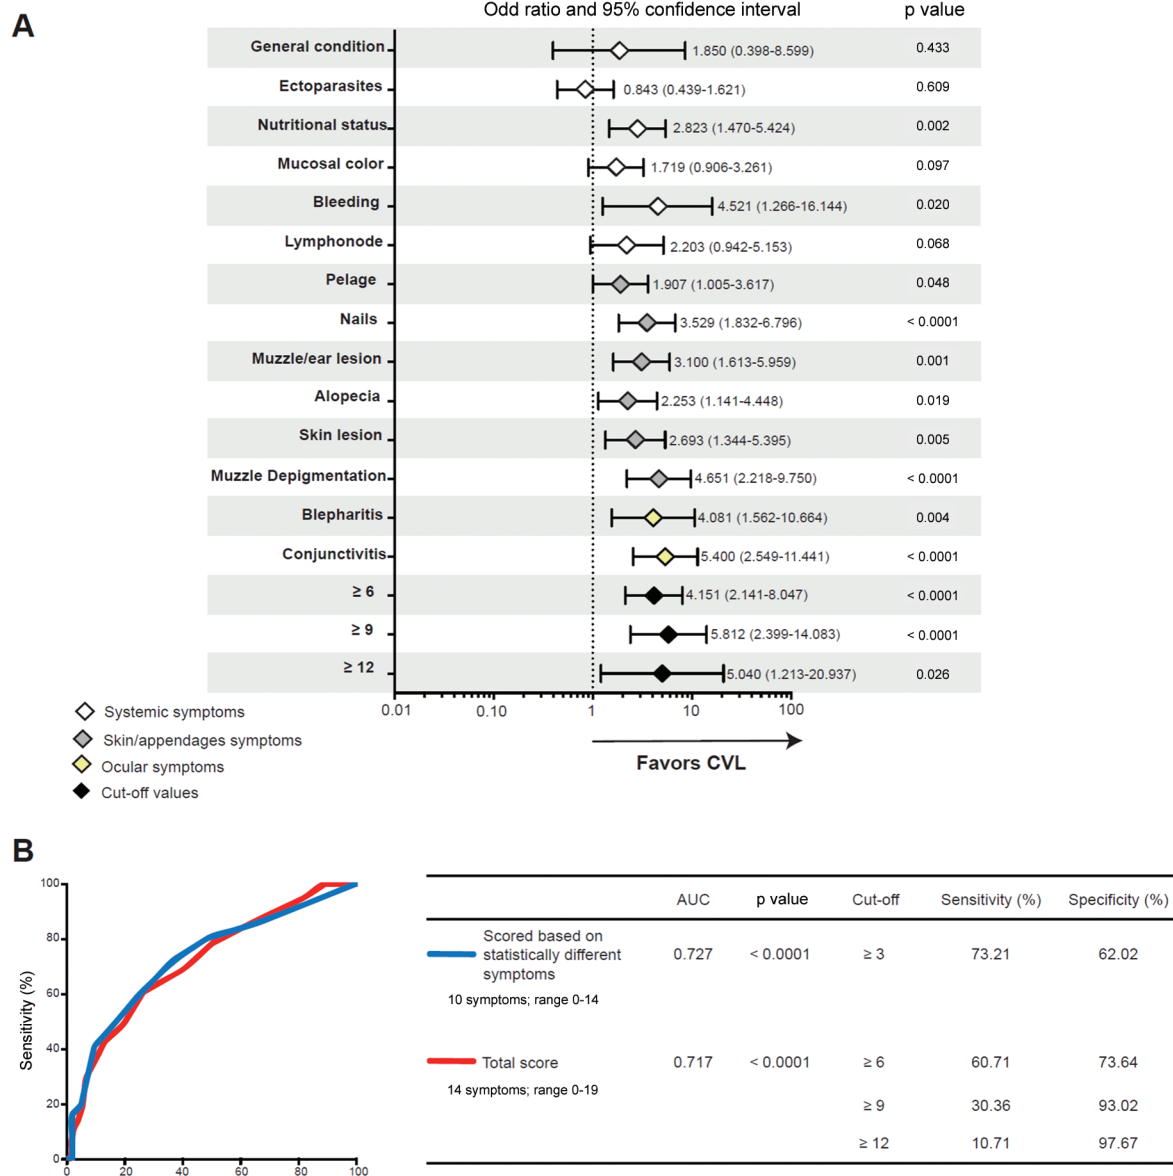 A
Odd ratio and 95% confidence interval p value
General condition 1.850 (0.398-8.599) 0.433
Ectoparasites 0.843 (0.439-1.621) 0.609
Nutritional status 2.823 (1.470-5.424) 0.002
Mucosal color 1.719 (0.906-3.261) 0.097
Bleeding 4.521 (1.266-16.144) 0.020
Lymphonode 2.203 (0.942-5.153) 0.068
Pelage 1.907 (1.005-3.617) 0.048
Nails 3.529 (1.832-6.796) < 0.0001
Muzzle/ear lesion 3.100 (1.613-5.959) 0.001
Alopecia 2.253 (1.141-4.448) 0.019
Skin lesion 2.693 (1.344-5.395) 0.005
Muzzle Depigmentation 4.651 (2.218-9.750) < 0.0001
Blepharitis 4.081 (1.562-10.664) 0.004
Conjunctivitis 5.400 (2.549-11.441) < 0.0001
≥ 6 4.151 (2.141-8.047) < 0.0001
≥ 9 5.812 (2.399-14.083) < 0.0001
≥ 12 5.040 (1.213-20.937) 0.026
0.01 0.10 1 10 100
Favors CVL
Systemic symptoms
Skin/appendages symptoms
Ocular symptoms
Cut-off values
B
Sensitivity (%)
100
80
60
40
20
0
0 20 40 60 80 100
AUC p value Cut-off Sensitivity (%) Specificity (%)
Scored based on
statistically different
symptoms
0.727 < 0.0001 ≥ 3 73.21 62.02
10 symptoms; range 0-14
Total score 0.717 < 0.0001 ≥ 6 60.71 73.64
14 symptoms; range 0-19
≥ 9 30.36 93.02
≥ 12 10.71 97.67